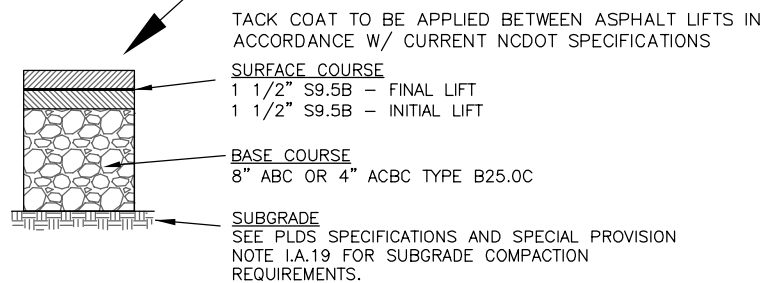 TACK COAT TO BE APPLIED BETWEEN ASPHALT LIFTS IN
ACCORDANCE W/ CURRENT NCDOT SPECIFICATIONS
SURFACE COURSE
1 1/2" S9.5B – FINAL LIFT
1 1/2" S9.5B – INITIAL LIFT
BASE COURSE
8" ABC OR 4" ACBC TYPE B25.0C
SUBGRADE
SEE PLDS SPECIFICATIONS AND SPECIAL PROVISION
NOTE I.A.19 FOR SUBGRADE COMPACTION
REQUIREMENTS.